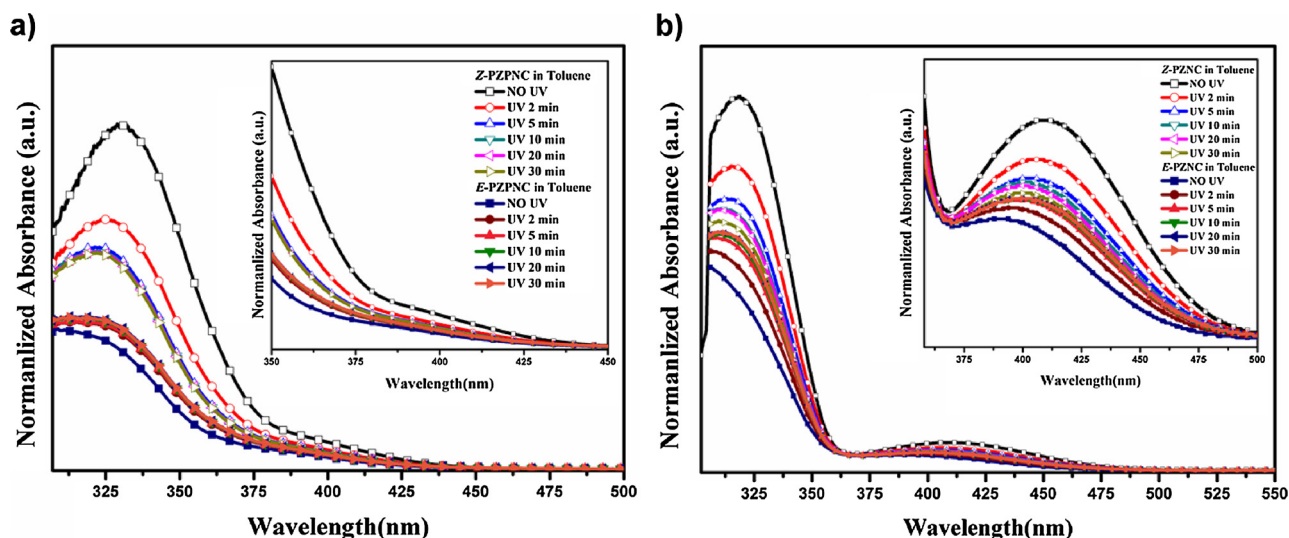 a)
Normanlized Absorbance (a.u.)
325
350
375
400
425
450
475
500
Wavelength(nm)
Normanlized Absorbance (a.u.)
350
375
400
425
450
Wavelength(nm)
Z-PZPNC in Toluene
NO UV
UV 2 min
UV 5 min
UV 10 min
UV 20 min
UV 30 min
E-PZPNC in Toluene
NO UV
UV 2 min
UV 5 min
UV 10 min
UV 20 min
UV 30 min
b)
Normanlized Absorbance (a.u.)
325
350
375
400
425
450
475
500
525
550
Wavelength(nm)
Normanlized Absorbance (a.u.)
375
400
425
450
475
500
Wavelength(nm)
Z-PZNC in Toluene
NO UV
UV 2 min
UV 5 min
UV 10 min
UV 20 min
UV 30 min
E-PZNC in Toluene
NO UV
UV 2 min
UV 5 min
UV 10 min
UV 20 min
UV 30 min